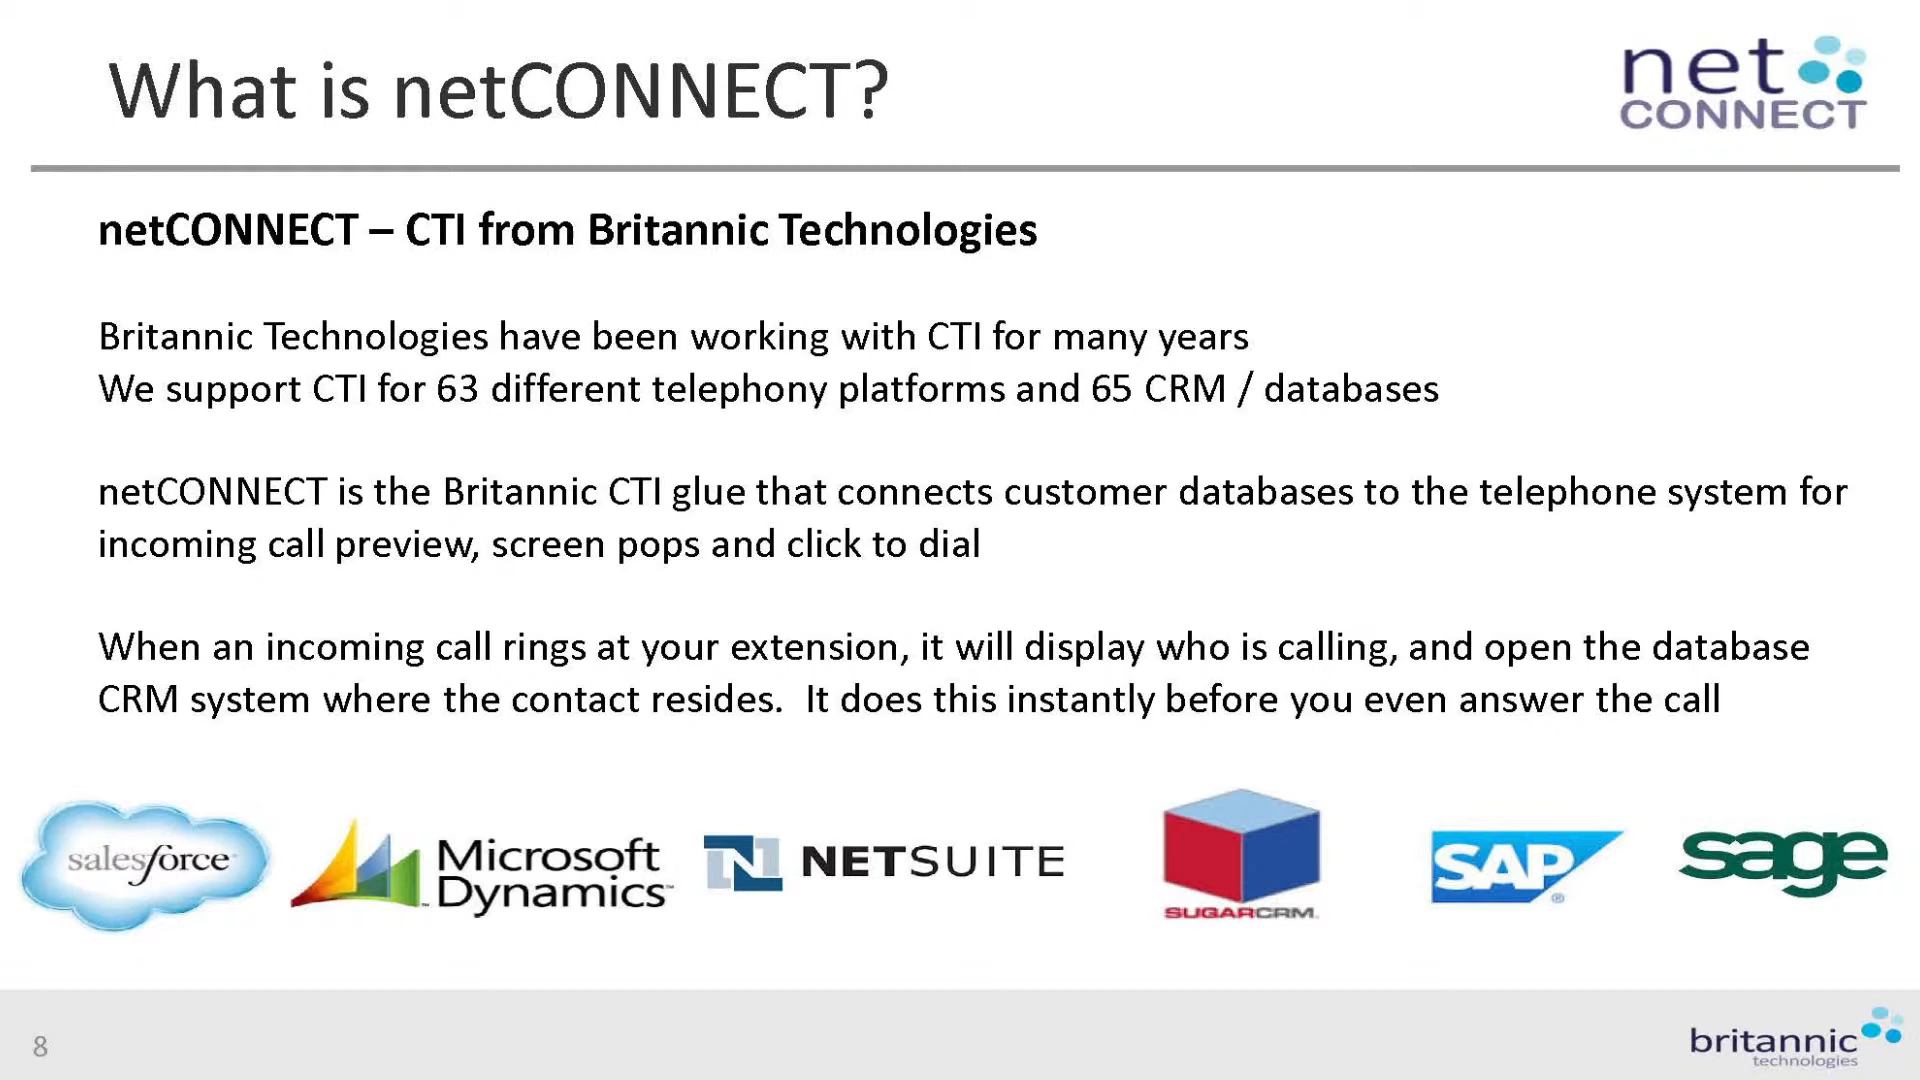 What is netCONNECT?
net
CONNECT
netCONNECT – CTI from Britannic Technologies
Britannic Technologies have been working with CTI for many years
We support CTI for 63 different telephony platforms and 65 CRM / databases
netCONNECT is the Britannic CTI glue that connects customer databases to the telephone system for
incoming call preview, screen pops and click to dial
When an incoming call rings at your extension, it will display who is calling, and open the database
CRM system where the contact resides.  It does this instantly before you even answer the call
salesforce
Microsoft
Dynamics™
N NETSUITE
SUGARCRM.
SAP®
sage
8
britannic
technologies